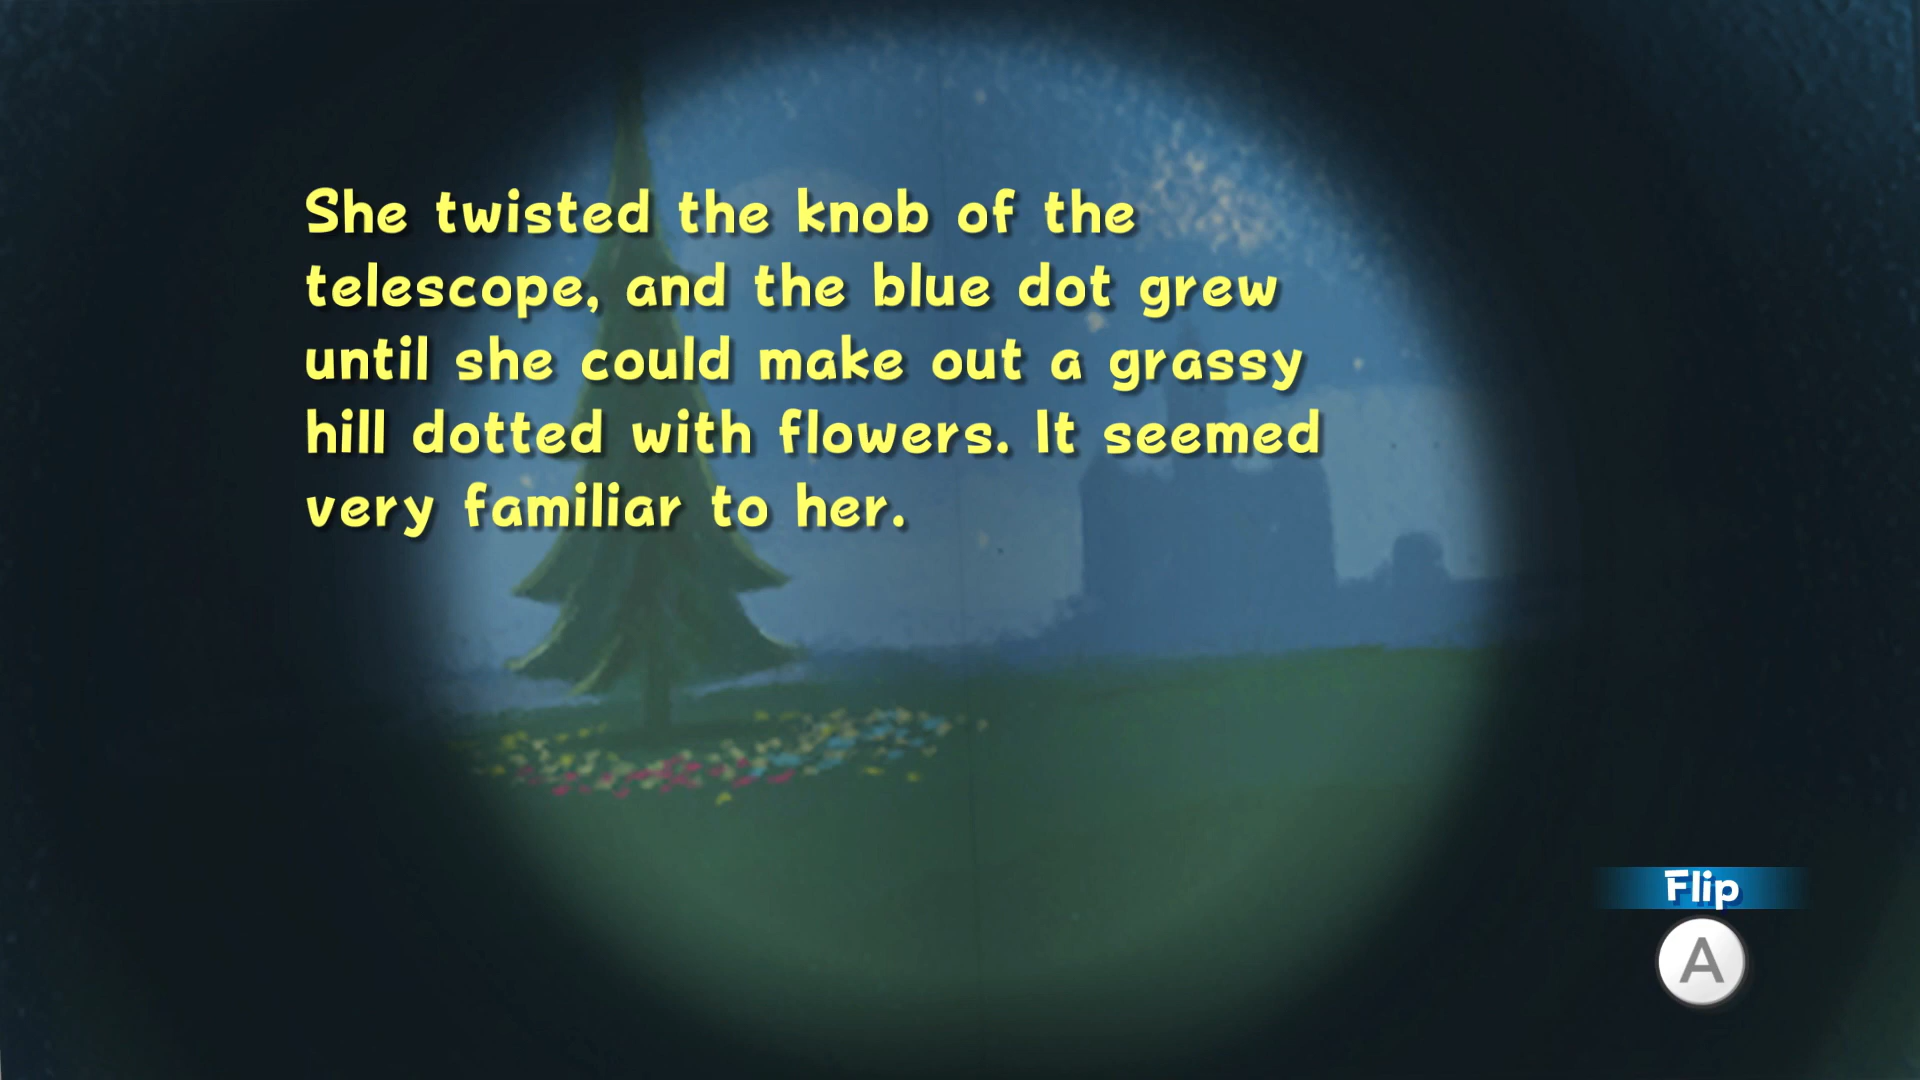 She twisted the knob of the
telescope, and the blue dot grew
until she could make out a grassy
hill dotted with flowers. It seemed
very familiar to her.
Flip
A